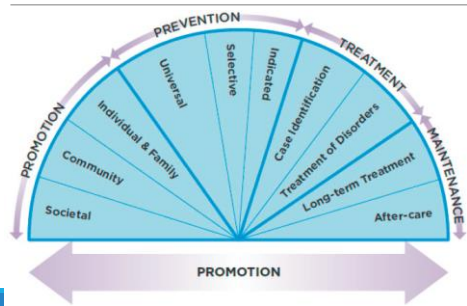 PROMOTION
PREVENTION
TREATMENT
MAINTENANCE
Societal
Community
Individual & Family
Universal
Selective
Indicated
Case Identification
Treatment of Disorders
Long-term Treatment
After-care
PROMOTION